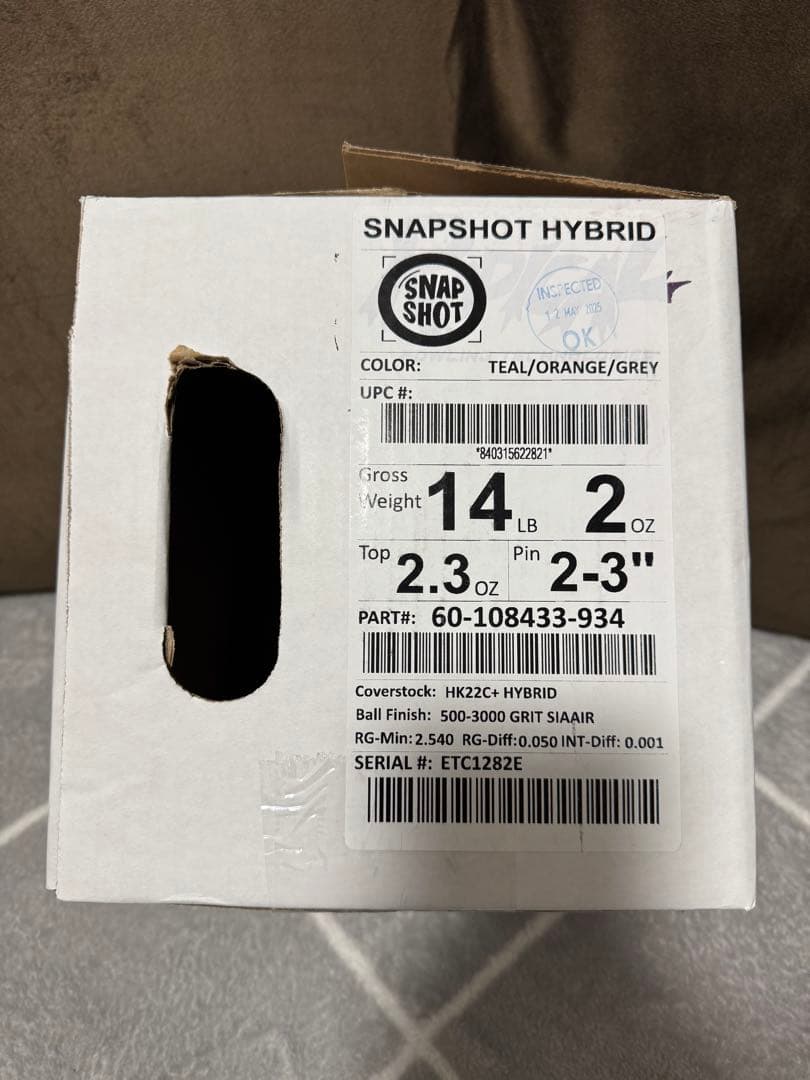 SNAPSHOT HYBRID
SNAP
SHOT
INSPECTED
12 MAY 2025
OK
COLOR: TEAL/ORANGE/GREY
UPC #:
*840315622821*
Gross
Weight 14 LB 2 OZ
Top 2.3 OZ Pin 2-3"
PART#: 60-108433-934
Coverstock: HK22C+ HYBRID
Ball Finish: 500-3000 GRIT SIAAIR
RG-Min: 2.540 RG-Diff: 0.050 INT-Diff: 0.001
SERIAL #: ETC1282E